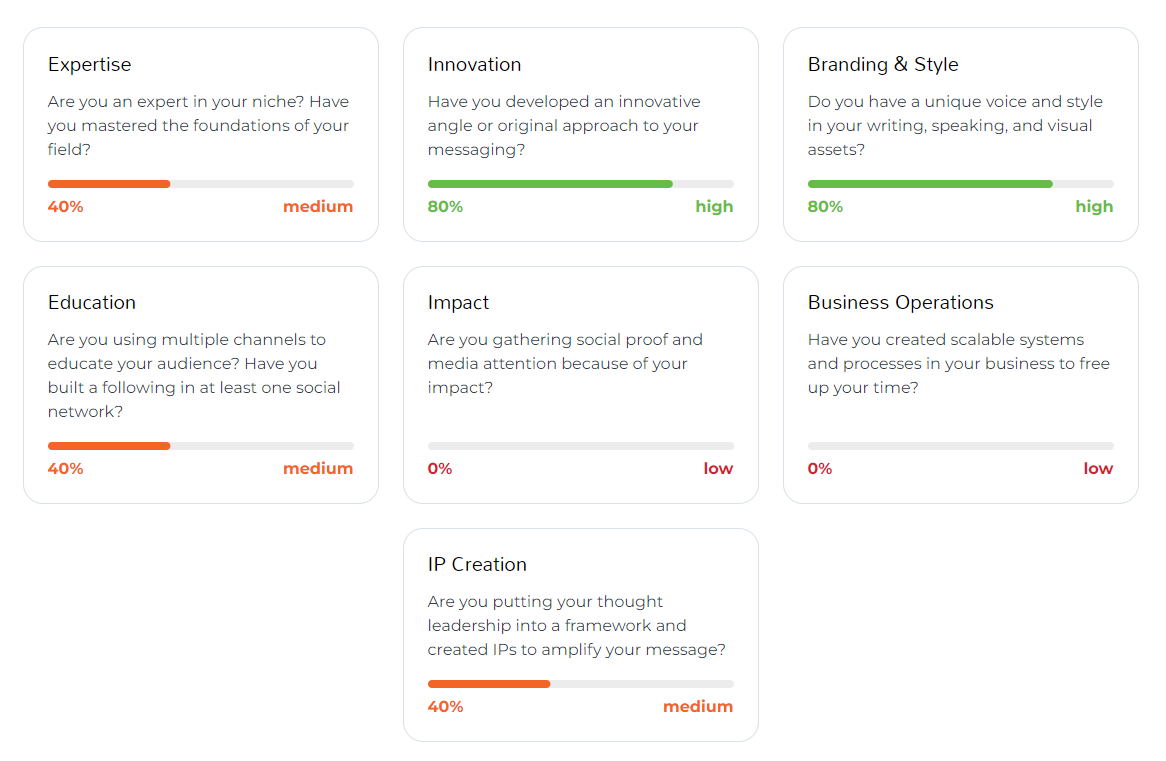 Expertise
Are you an expert in your niche? Have
you mastered the foundations of your
field?
40% medium
Innovation
Have you developed an innovative
angle or original approach to your
messaging?
80% high
Branding & Style
Do you have a unique voice and style
in your writing, speaking, and visual
assets?
80% high
Education
Are you using multiple channels to
educate your audience? Have you
built a following in at least one social
network?
40% medium
Impact
Are you gathering social proof and
media attention because of your
impact?
0% low
Business Operations
Have you created scalable systems
and processes in your business to free
up your time?
0% low
IP Creation
Are you putting your thought
leadership into a framework and
created IPs to amplify your message?
40% medium